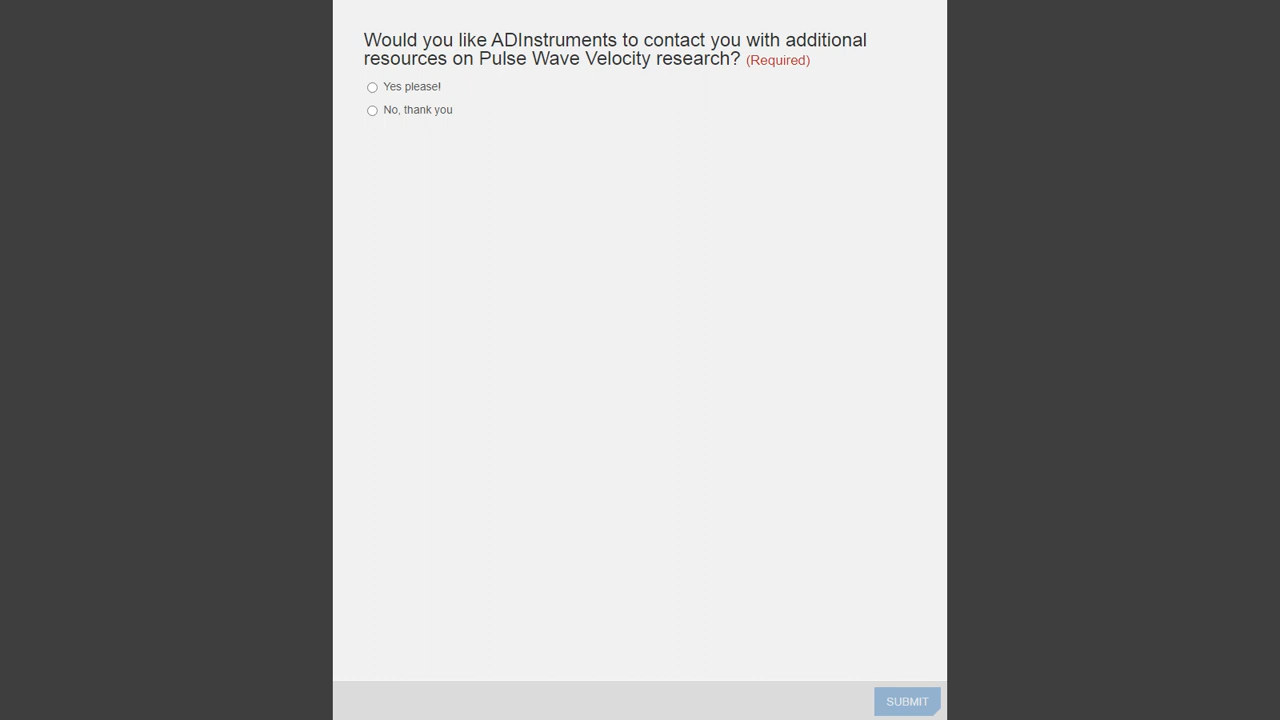 Would you like ADInstruments to contact you with additional
resources on Pulse Wave Velocity research? (Required)
Yes please!
No, thank you
SUBMIT